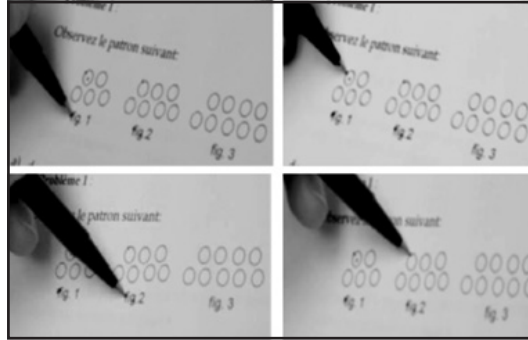 Observez le patron suivant:
fig. 1
fig. 2
fig. 3
Observez le patron suivant:
fig. 1
fig. 2
fig. 3
Problème I :
le patron suivant:
fig. 1
fig. 2
fig. 3
I :
patron suivant:
fig. 1
fig. 2
fig. 3